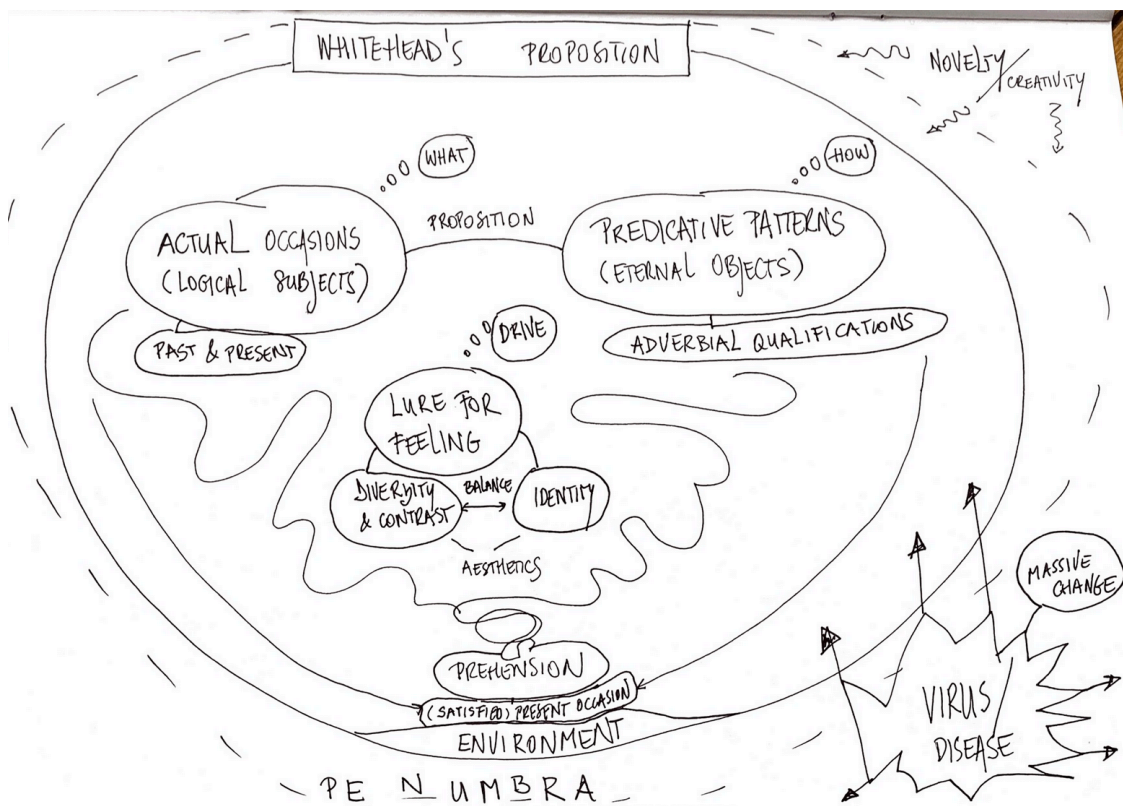 WHITEHEAD'S PROPOSITION
NOVELTY/
CREATIVITY
WHAT
HOW
ACTUAL OCCASIONS
(LOGICAL SUBJECTS)
PROPOSITION
PREDICATIVE PATTERNS
(ETERNAL OBJECTS)
PAST & PRESENT
ADVERBIAL QUALIFICATIONS
DRIVE
LURE FOR
FEELING
DIVERSITY
& CONTRAST
BALANCE
IDENTITY
AESTHETICS
MASSIVE
CHANGE
PREHENSION
(SATISFIED) PRESENT OCCASION
ENVIRONMENT
VIRUS
DISEASE
PENUMBRA